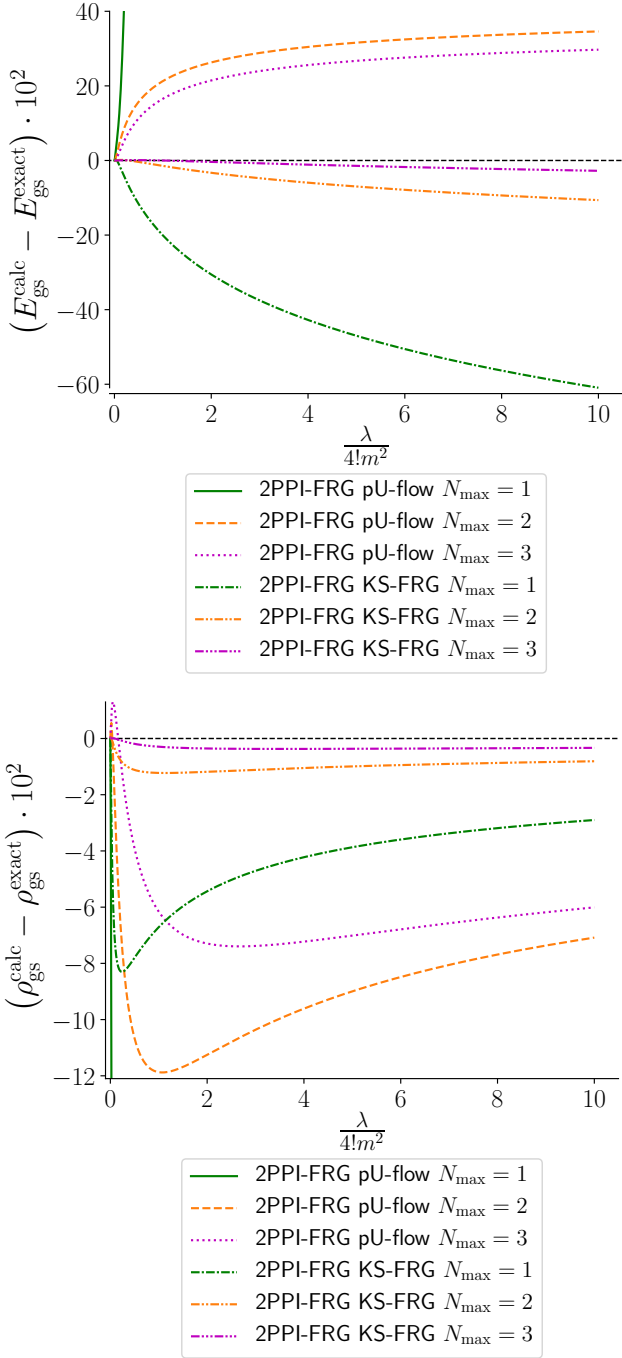 (E_gs^calc − E_gs^exact) · 10^2
40
20
0
−20
−40
−60
0 2 4 6 8 10
λ/4!m^2
2PPI-FRG pU-flow N_max = 1
2PPI-FRG pU-flow N_max = 2
2PPI-FRG pU-flow N_max = 3
2PPI-FRG KS-FRG N_max = 1
2PPI-FRG KS-FRG N_max = 2
2PPI-FRG KS-FRG N_max = 3
(ρ_gs^calc − ρ_gs^exact) · 10^2
0
−2
−4
−6
−8
−10
−12
0 2 4 6 8 10
λ/4!m^2
2PPI-FRG pU-flow N_max = 1
2PPI-FRG pU-flow N_max = 2
2PPI-FRG pU-flow N_max = 3
2PPI-FRG KS-FRG N_max = 1
2PPI-FRG KS-FRG N_max = 2
2PPI-FRG KS-FRG N_max = 3